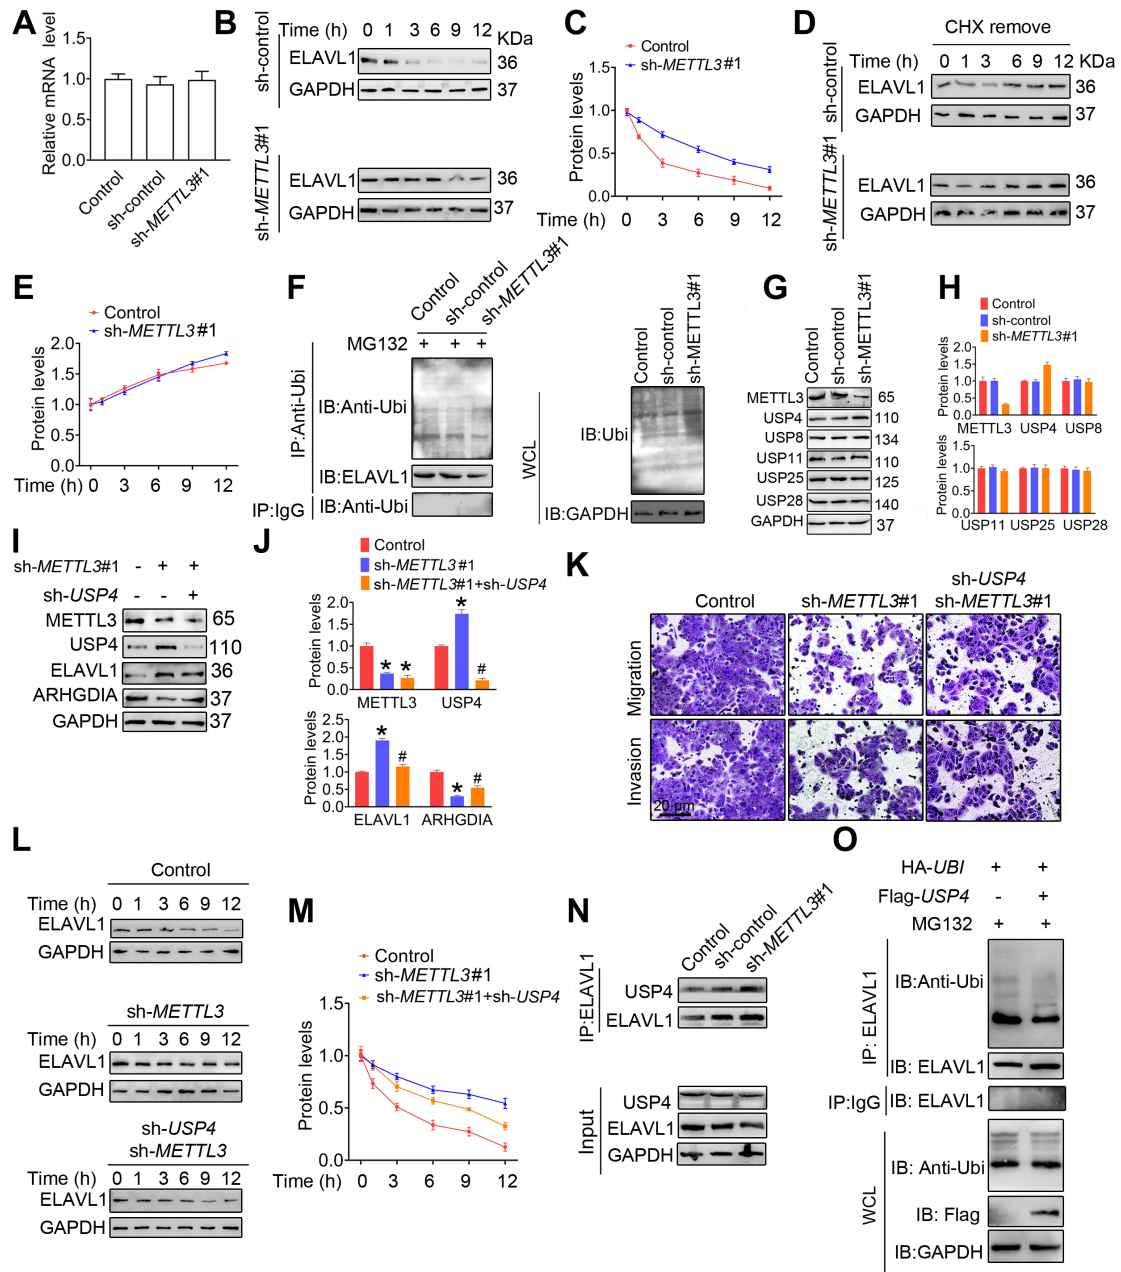 A
Relative mRNA level
1.5
1.0
0.5
0.0
Control
sh-control
sh-METTL3#1
B
sh-control
Time (h) 0 1 3 6 9 12
KDa
ELAVL1 36
GAPDH 37
sh-METTL3#1
ELAVL1 36
GAPDH 37
C
Control
sh-METTL3#1
Protein levels
1.5
1.0
0.5
0.0
Time (h) 0 3 6 9 12
D
CHX remove
sh-control
Time (h) 0 1 3 6 9 12 KDa
ELAVL1 36
GAPDH 37
sh-METTL3#1
ELAVL1 36
GAPDH 37
E
Control
sh-METTL3#1
Protein levels
2.0
1.5
1.0
0.5
0.0
Time (h) 0 3 6 9 12
F
Control
sh-control
sh-METTL3#1
MG132 + + +
IP:Anti-Ubi
IB:Anti-Ubi
IB:ELAVL1
IP:IgG
IB:Anti-Ubi
Control
sh-control
sh-METTL3#1
WCL
IB:Ubi
IB:GAPDH
G
Control
sh-control
sh-METTL3#1
METTL3 65
USP4 110
USP8 134
USP11 110
USP25 125
USP28 140
GAPDH 37
H
Control
sh-control
sh-METTL3#1
Protein levels
2.0
1.5
1.0
0.5
0.0
METTL3 USP4 USP8
Protein levels
1.5
1.0
0.5
0.0
USP11 USP25 USP28
I
sh-METTL3#1 - + +
sh-USP4 - - +
METTL3 65
USP4 110
ELAVL1 36
ARHGDIA 37
GAPDH 37
J
Control
sh-METTL3#1
sh-METTL3#1+sh-USP4
Protein levels
2.0
1.5
1.0
0.5
0.0
* * * #
METTL3 USP4
Protein levels
2.5
2.0
1.5
1.0
0.5
0.0
* # * #
ELAVL1 ARHGDIA
K
Control
sh-METTL3#1
sh-USP4
sh-METTL3#1
Migration
Invasion
20 μm
L
Control
Time (h) 0 1 3 6 9 12
ELAVL1
GAPDH
sh-METTL3
Time (h) 0 1 3 6 9 12
ELAVL1
GAPDH
sh-USP4
sh-METTL3
Time (h) 0 1 3 6 9 12
ELAVL1
GAPDH
M
Control
sh-METTL3#1
sh-METTL3#1+sh-USP4
Protein levels
1.5
1.0
0.5
0.0
Time (h) 0 3 6 9 12
N
Control
sh-control
sh-METTL3#1
IP:ELAVL1
USP4
ELAVL1
Input
USP4
ELAVL1
GAPDH
O
HA-UBI + +
Flag-USP4 - +
MG132 + +
IP: ELAVL1
IB:Anti-Ubi
IB: ELAVL1
IP:IgG
IB: ELAVL1
WCL
IB: Anti-Ubi
IB: Flag
IB:GAPDH